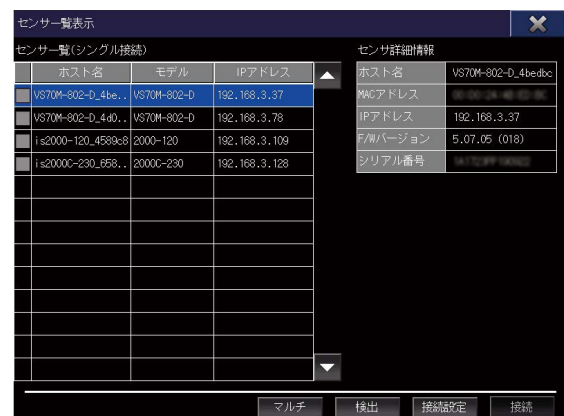 センサ一覧表示
センサ一覧(シングル接続)
ホスト名 モデル IPアドレス
VS70M-802-D_4be.. VS70M-802-D 192.168.3.37
VS70M-802-D_4d0.. VS70M-802-D 192.168.3.78
is2000-120_4589c8 2000-120 192.168.3.109
is2000C-230_658.. 2000C-230 192.168.3.128
センサ詳細情報
ホスト名 VS70M-802-D_4bedbc
MACアドレス
IPアドレス 192.168.3.37
F/Wバージョン 5.07.05 (018)
シリアル番号
マルチ 検出 接続設定 接続